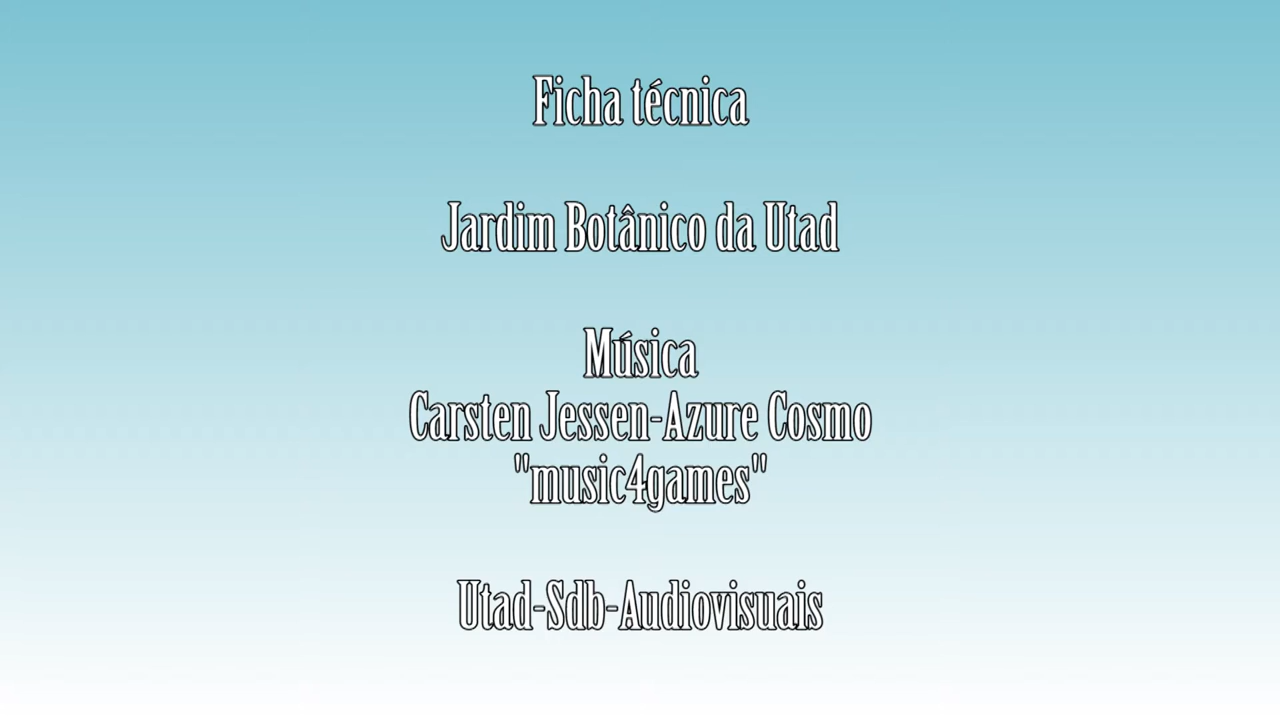 Ficha técnica
Jardim Botânico da Utad
Música
Carsten Jessen-Azure Cosmo
"music4games"
Utad-Sdb-Audiovisuais